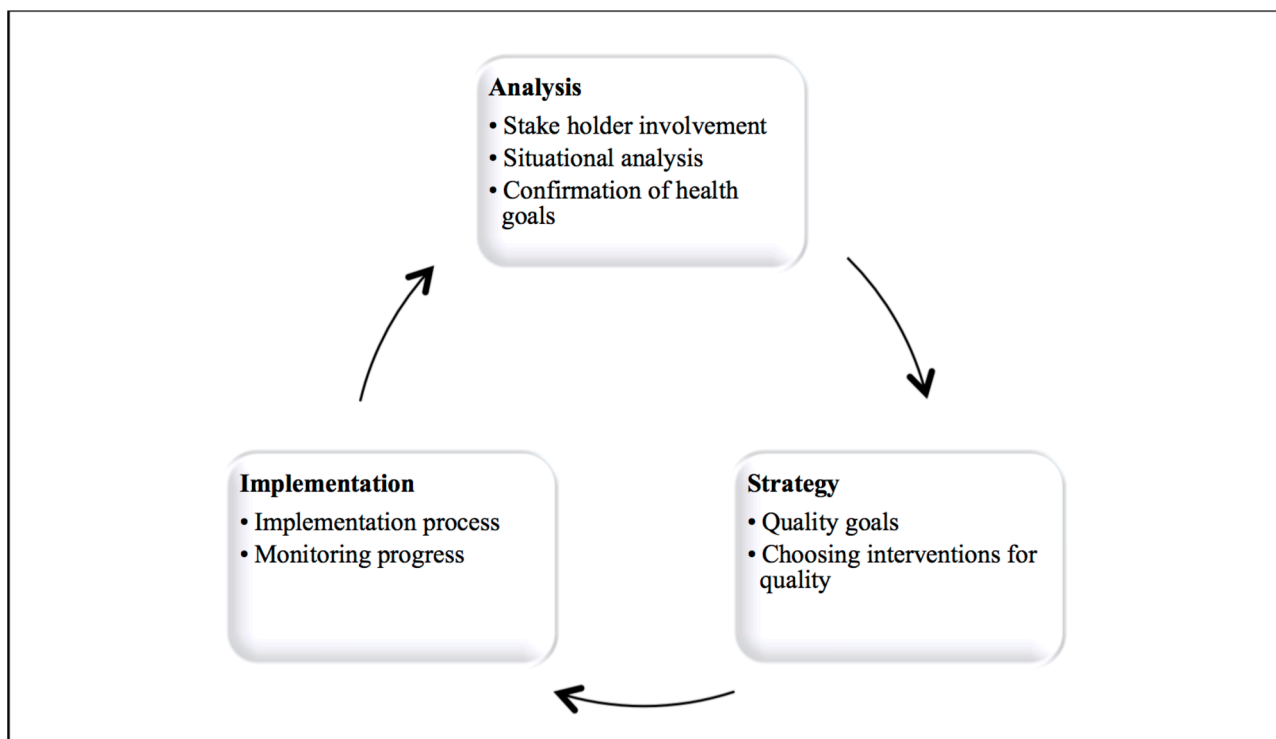 Analysis
• Stake holder involvement
• Situational analysis
• Confirmation of health
goals
Implementation
• Implementation process
• Monitoring progress
Strategy
• Quality goals
• Choosing interventions for
quality